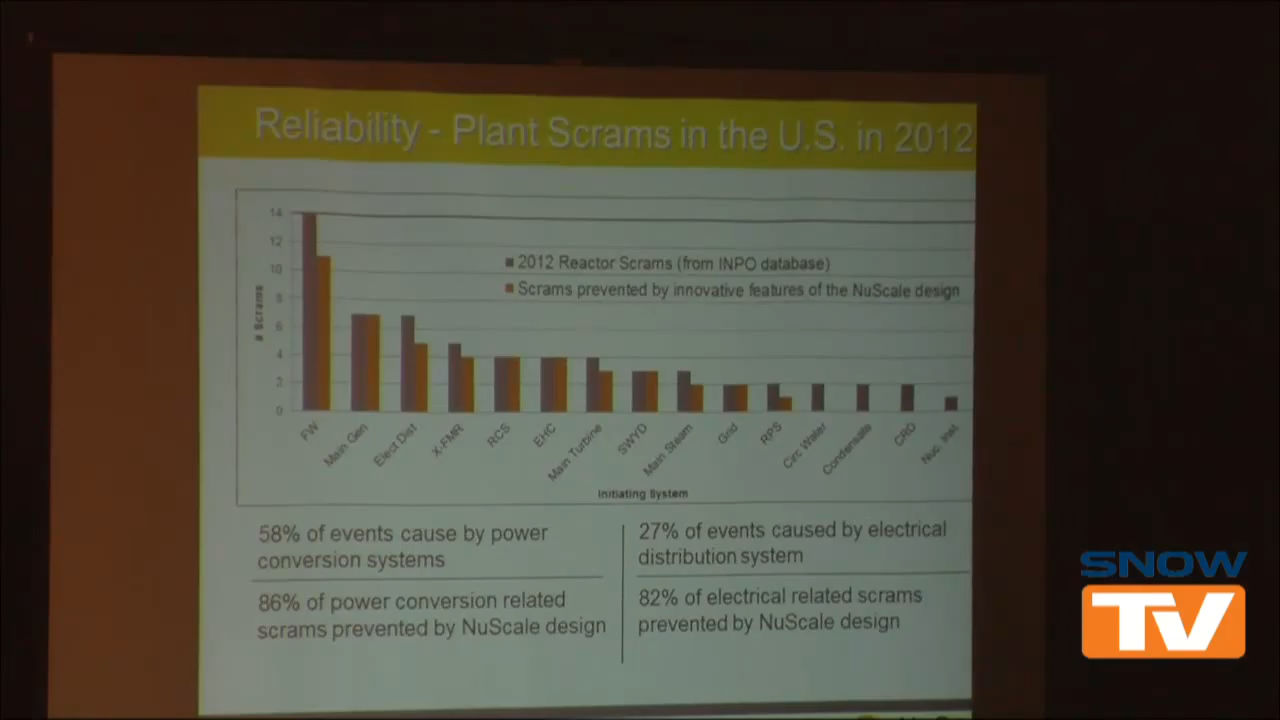 Reliability - Plant Scrams in the U.S. in 2012
14
12
10
8
6
4
2
0
# Scrams
2012 Reactor Scrams (from INPO database)
Scrams prevented by innovative features of the NuScale design
FW
Main Gen
Elect Dist
X-FMR
RCS
EHC
Main Turbine
SWYD
Main Steam
Grid
RPS
Circ Water
Condensate
CRD
Nuc. Inst
Initiating System
58% of events cause by power
conversion systems
86% of power conversion related
scrams prevented by NuScale design
27% of events caused by electrical
distribution system
82% of electrical related scrams
prevented by NuScale design
SNOW
TV